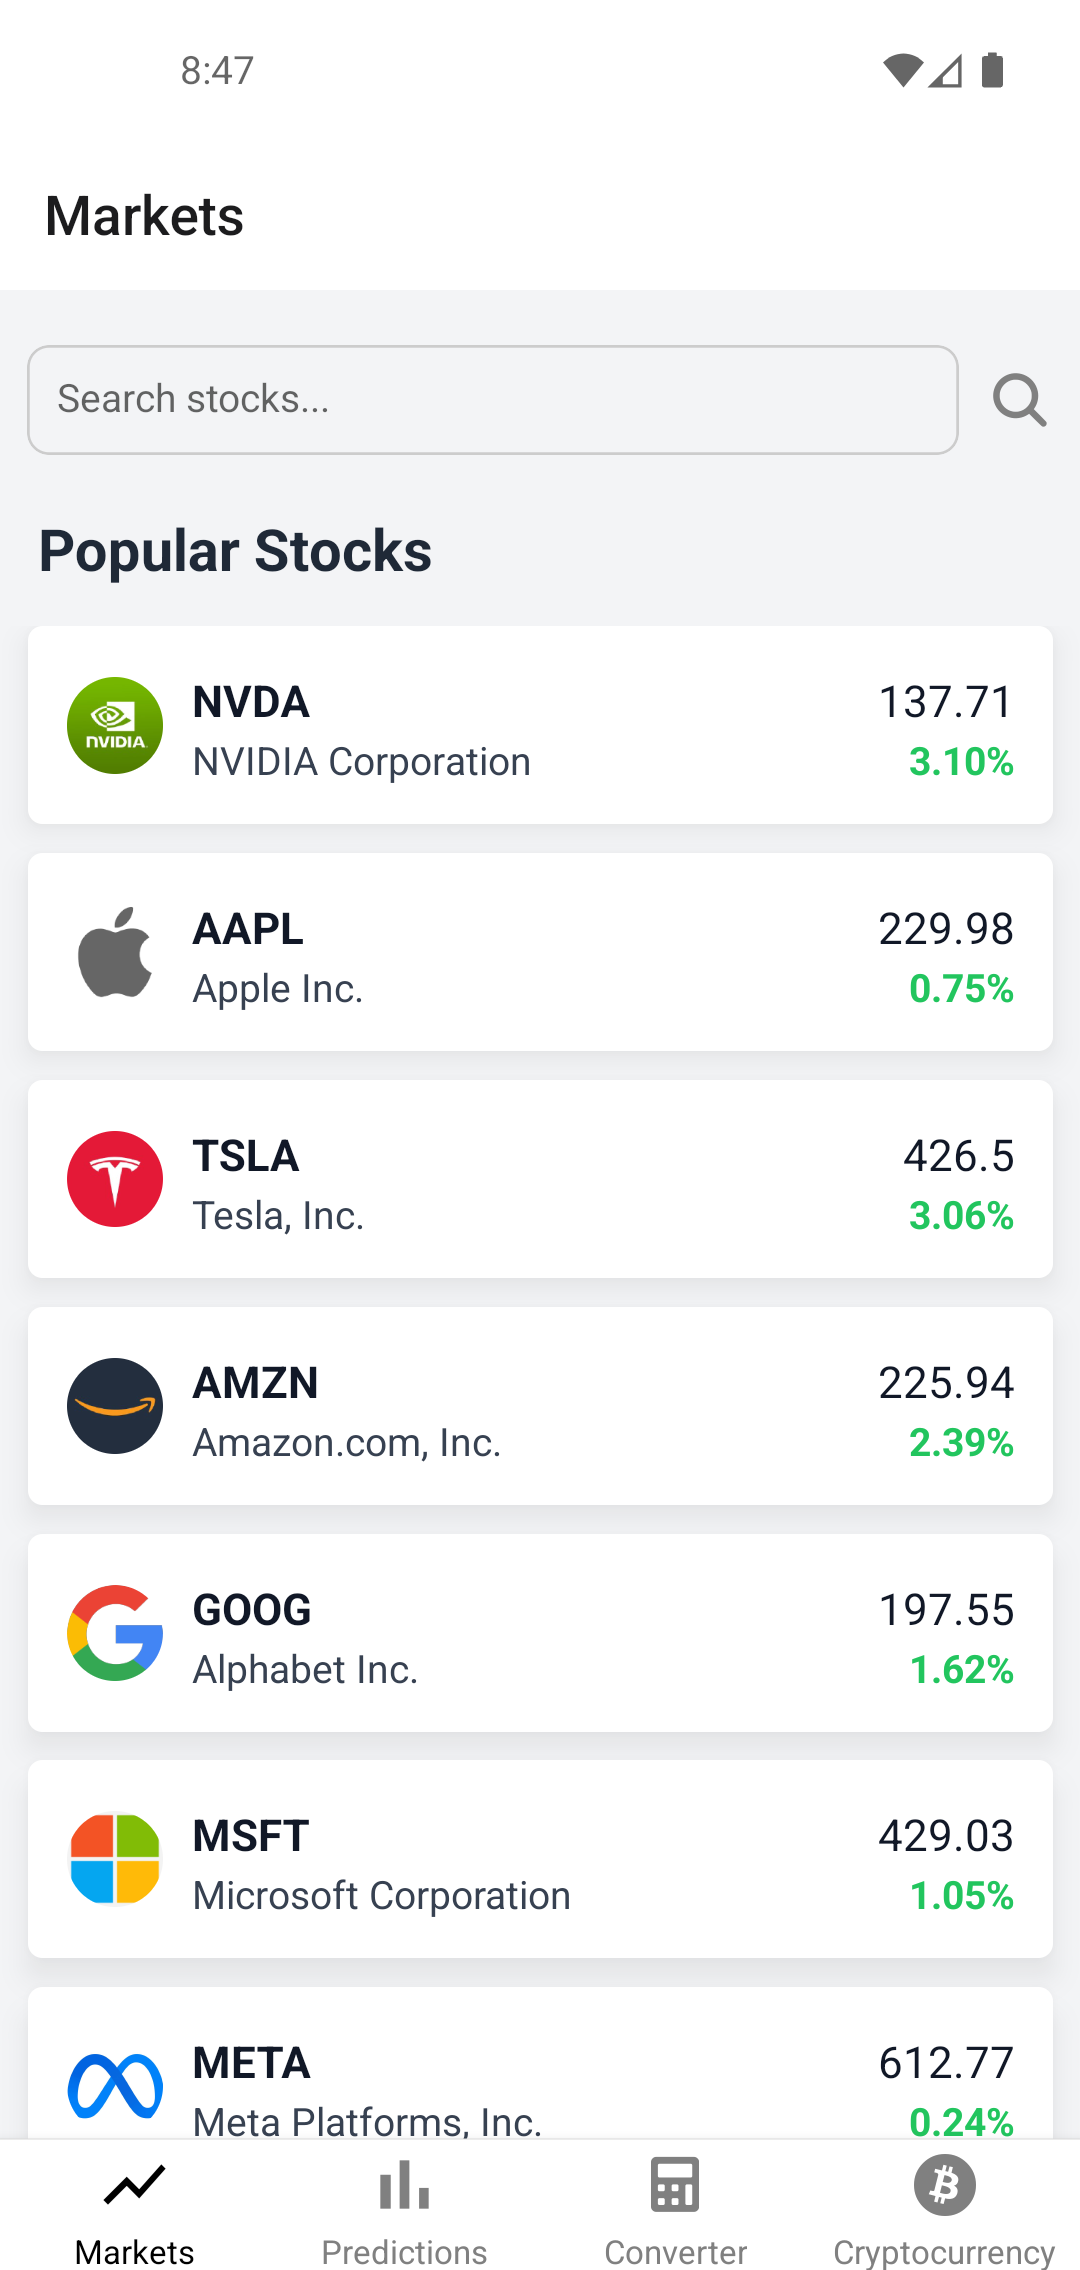 8:47
Markets
Search stocks...
Popular Stocks
NVIDIA
NVDA
137.71
NVIDIA Corporation
3.10%
AAPL
229.98
Apple Inc.
0.75%
TSLA
426.5
Tesla, Inc.
3.06%
AMZN
225.94
Amazon.com, Inc.
2.39%
GOOG
197.55
Alphabet Inc.
1.62%
MSFT
429.03
Microsoft Corporation
1.05%
META
612.77
Meta Platforms, Inc.
0.24%
Markets
Predictions
Converter
Cryptocurrency